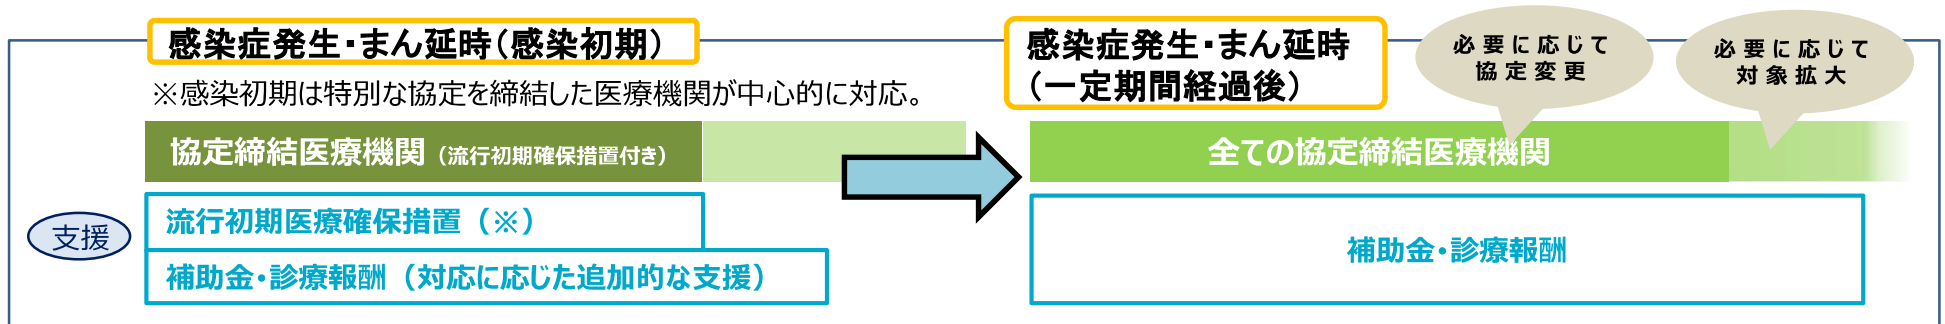 感染症発生・まん延時（感染初期）
※感染初期は特別な協定を締結した医療機関が中心的に対応。
協定締結医療機関（流行初期確保措置付き）
支援
流行初期医療確保措置（※）
補助金・診療報酬（対応に応じた追加的な支援）
感染症発生・まん延時
（一定期間経過後）
必要に応じて
協定変更
必要に応じて
対象拡大
全ての協定締結医療機関
補助金・診療報酬